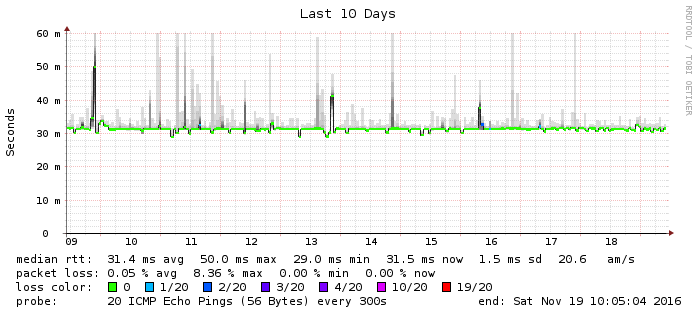 Last 10 Days
RRDTOOL / TOBI OETIKER
Seconds
60 m
50 m
40 m
30 m
20 m
10 m
0
09 10 11 12 13 14 15 16 17 18
median rtt: 31.4 ms avg 50.0 ms max 29.0 ms min 31.5 ms now 1.5 ms sd 20.6 am/s
packet loss: 0.05 % avg 8.36 % max 0.00 % min 0.00 % now
loss color: 0 1/20 2/20 3/20 4/20 10/20 19/20
probe: 20 ICMP Echo Pings (56 Bytes) every 300s end: Sat Nov 19 10:05:04 2016